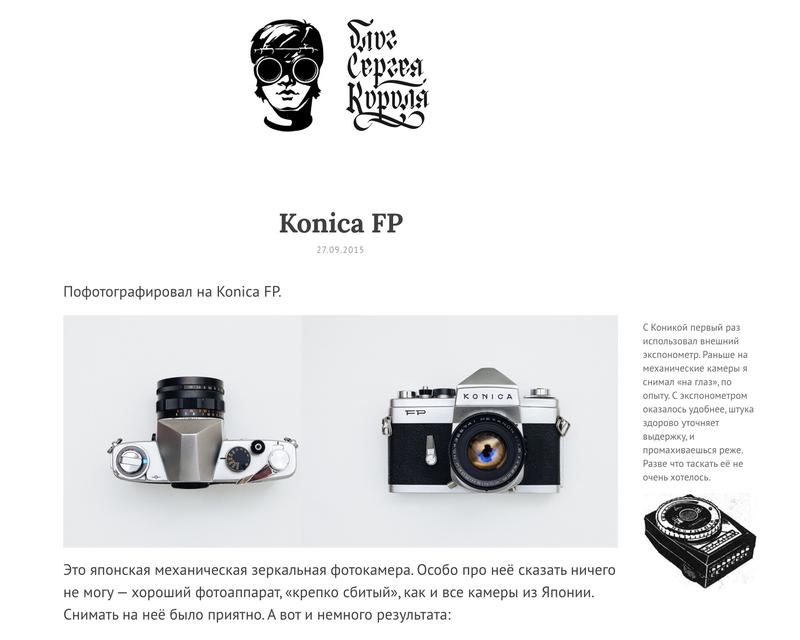 блог
Сергея
Короля
Konica FP
27.09.2015
Пофотографировал на Konica FP.
KONICA
FP
С Коникой первый раз
использовал внешний
экспонометр. Раньше на
механические камеры я
снимал «на глаз», по
опыту. С экспонометром
оказалось удобнее, штука
здорово уточняет
выдержку, и
промахиваешься реже.
Разве что таскать её не
очень хотелось.
Это японская механическая зеркальная фотокамера. Особо про неё сказать ничего
не могу — хороший фотоаппарат, «крепко сбитый», как и все камеры из Японии.
Снимать на неё было приятно. А вот и немного результата: